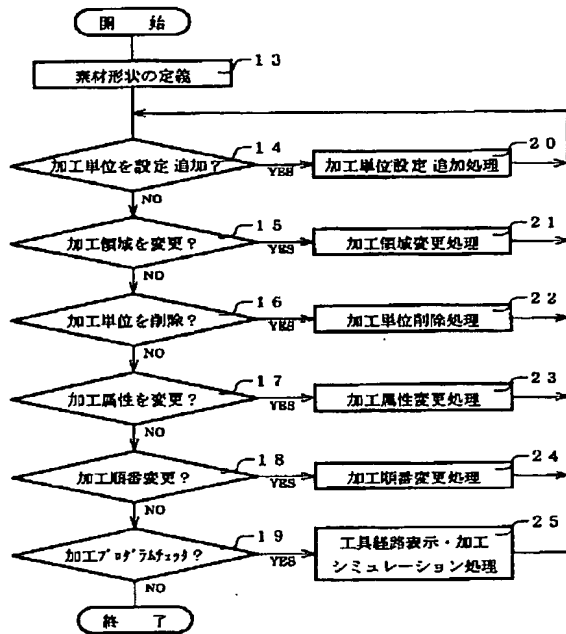 開 始
13
素材形状の定義
14
加工単位を設定 追加?
YES
20
加工単位設定 追加処理
NO
15
加工領域を変更?
YES
21
加工領域変更処理
NO
16
加工単位を削除?
YES
22
加工単位削除処理
NO
17
加工属性を変更?
YES
23
加工属性変更処理
NO
18
加工順番変更?
YES
24
加工順番変更処理
NO
19
加工プログラムチェック?
YES
25
工具経路表示・加工
シミュレーション処理
NO
終 了